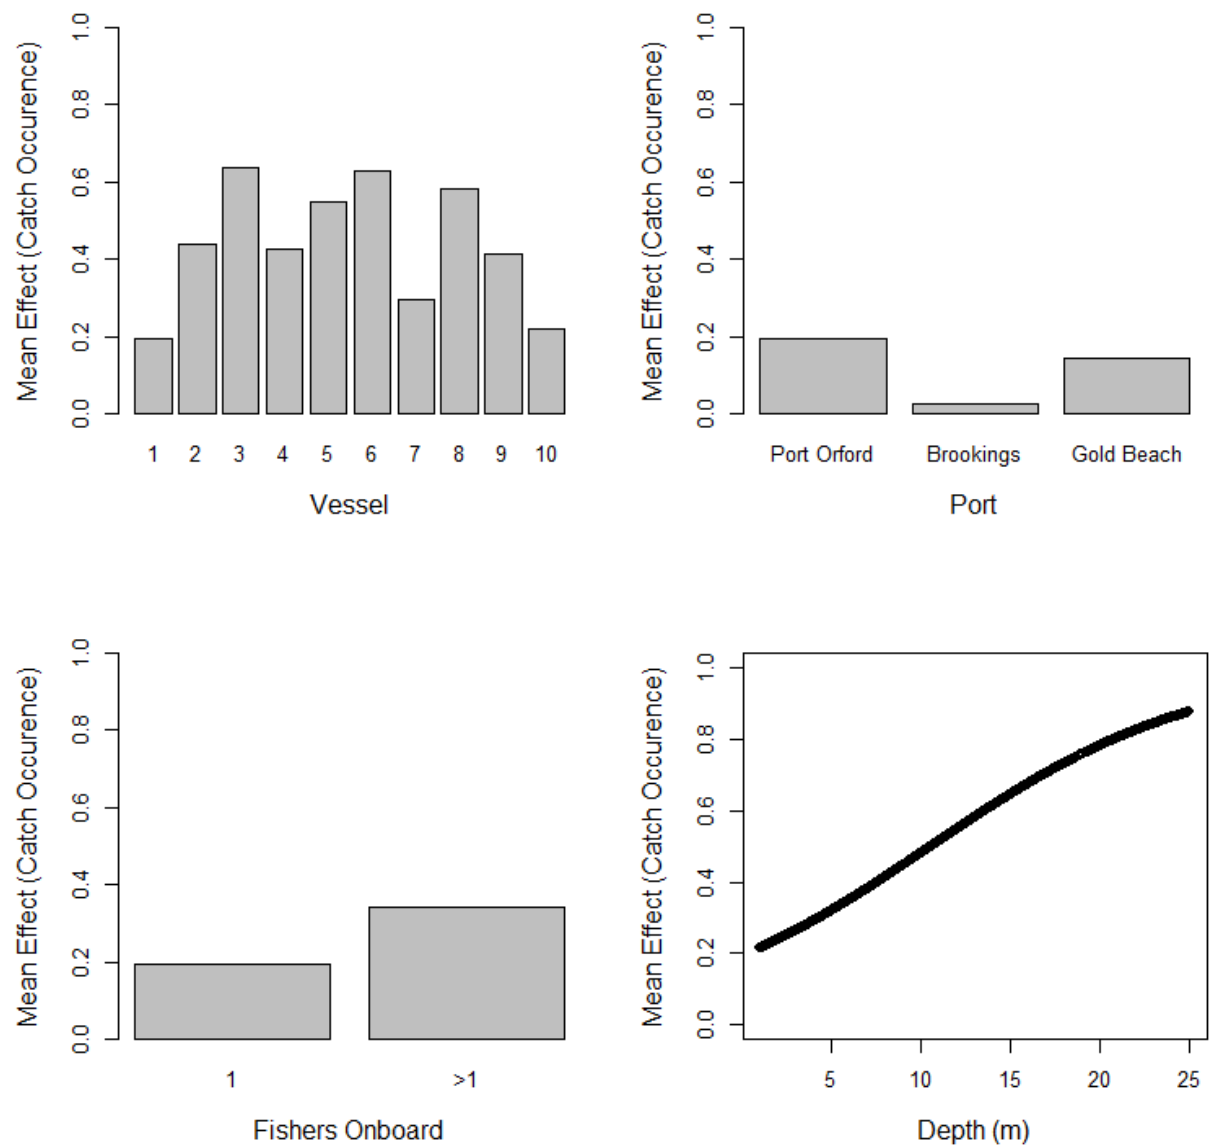 Mean Effect (Catch Occurence)
1.0
0.8
0.6
0.4
0.2
0.0
1 2 3 4 5 6 7 8 9 10
Vessel
Mean Effect (Catch Occurence)
1.0
0.8
0.6
0.4
0.2
0.0
Port Orford Brookings Gold Beach
Port
Mean Effect (Catch Occurence)
1.0
0.8
0.6
0.4
0.2
0.0
1 >1
Fishers Onboard
Mean Effect (Catch Occurence)
1.0
0.8
0.6
0.4
0.2
0.0
5 10 15 20 25
Depth (m)